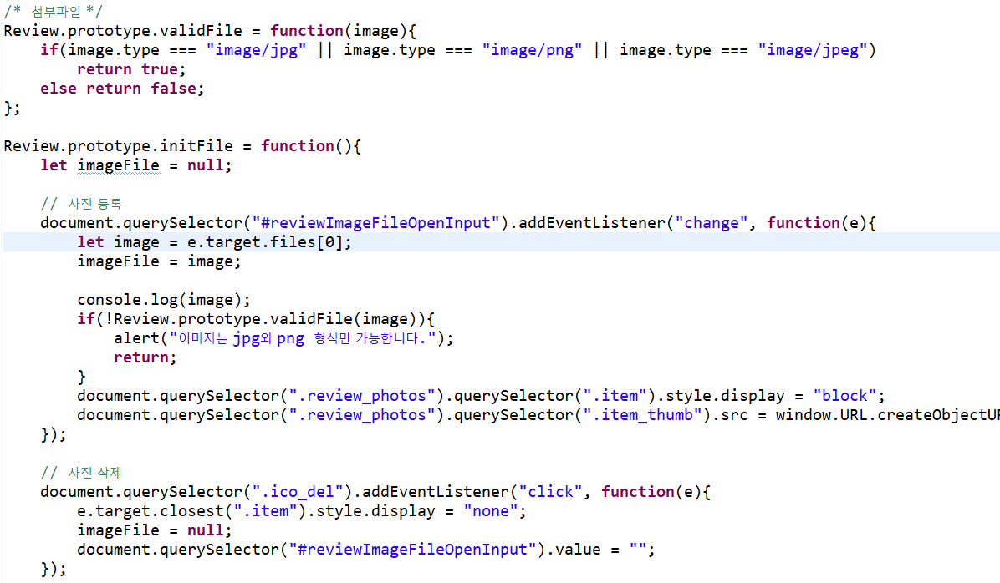 /* 첨부파일 */
Review.prototype.validFile = function(image){
    if(image.type === "image/jpg" || image.type === "image/png" || image.type === "image/jpeg")
        return true;
    else return false;
};

Review.prototype.initFile = function(){
    let imageFile = null;

    // 사진 등록
    document.querySelector("#reviewImageFileOpenInput").addEventListener("change", function(e){
        let image = e.target.files[0];
        imageFile = image;

        console.log(image);
        if(!Review.prototype.validFile(image)){
            alert("이미지는 jpg와 png 형식만 가능합니다.");
            return;
        }
        document.querySelector(".review_photos").querySelector(".item").style.display = "block";
        document.querySelector(".review_photos").querySelector(".item_thumb").src = window.URL.createObjectUR
    });

    // 사진 삭제
    document.querySelector(".ico_del").addEventListener("click", function(e){
        e.target.closest(".item").style.display = "none";
        imageFile = null;
        document.querySelector("#reviewImageFileOpenInput").value = "";
    });